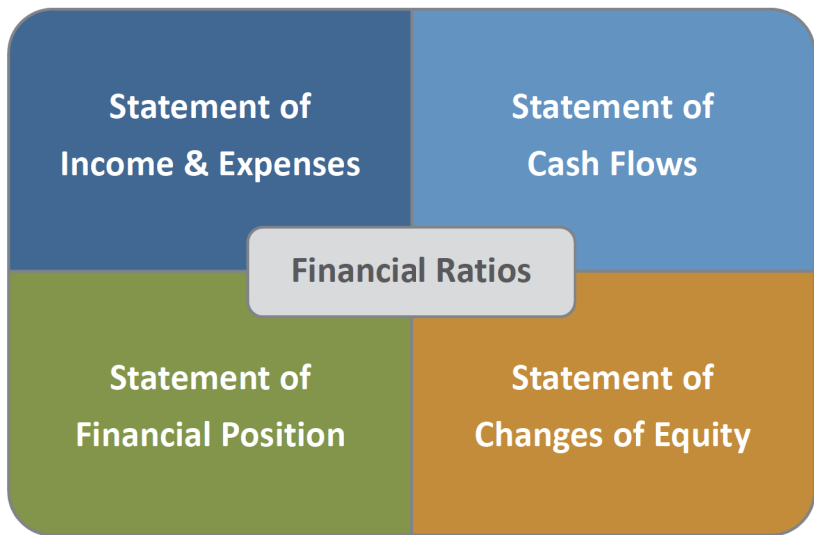 Statement of
Income & Expenses
Statement of
Cash Flows
Financial Ratios
Statement of
Financial Position
Statement of
Changes of Equity